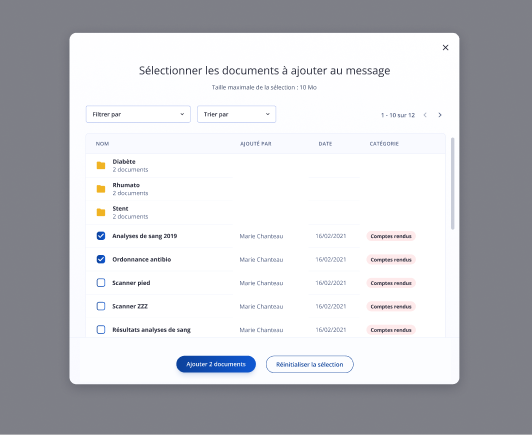 Sélectionner les documents à ajouter au message
Taille maximale de la sélection : 10 Mo
Filtrer par
Trier par
1 - 10 sur 12
NOM AJOUTÉ PAR DATE CATÉGORIE
Diabète
2 documents
Rhumato
2 documents
Stent
2 documents
Analyses de sang 2019 Marie Chanteau 16/02/2021 Comptes rendus
Ordonnance antibio Marie Chanteau 16/02/2021 Comptes rendus
Scanner pied Marie Chanteau 16/02/2021 Comptes rendus
Scanner ZZZ Marie Chanteau 16/02/2021 Comptes rendus
Résultats analyses de sang Marie Chanteau 16/02/2021 Comptes rendus
Ajouter 2 documents
Réinitialiser la sélection